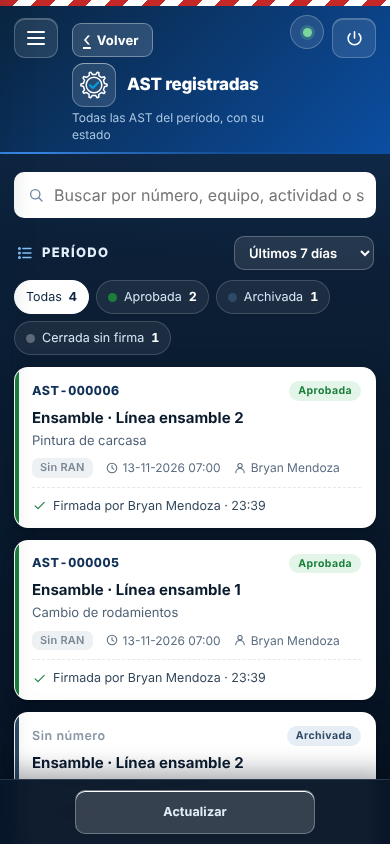 Volver
AST registradas
Todas las AST del período, con su
estado
Buscar por número, equipo, actividad o s
PERÍODO
Últimos 7 días
Todas 4
Aprobada 2
Archivada 1
Cerrada sin firma 1
AST-000006
Aprobada
Ensamble · Línea ensamble 2
Pintura de carcasa
Sin RAN 13-11-2026 07:00 Bryan Mendoza
Firmada por Bryan Mendoza · 23:39
AST-000005
Aprobada
Ensamble · Línea ensamble 1
Cambio de rodamientos
Sin RAN 13-11-2026 07:00 Bryan Mendoza
Firmada por Bryan Mendoza · 23:39
Sin número
Archivada
Ensamble · Línea ensamble 2
Actualizar